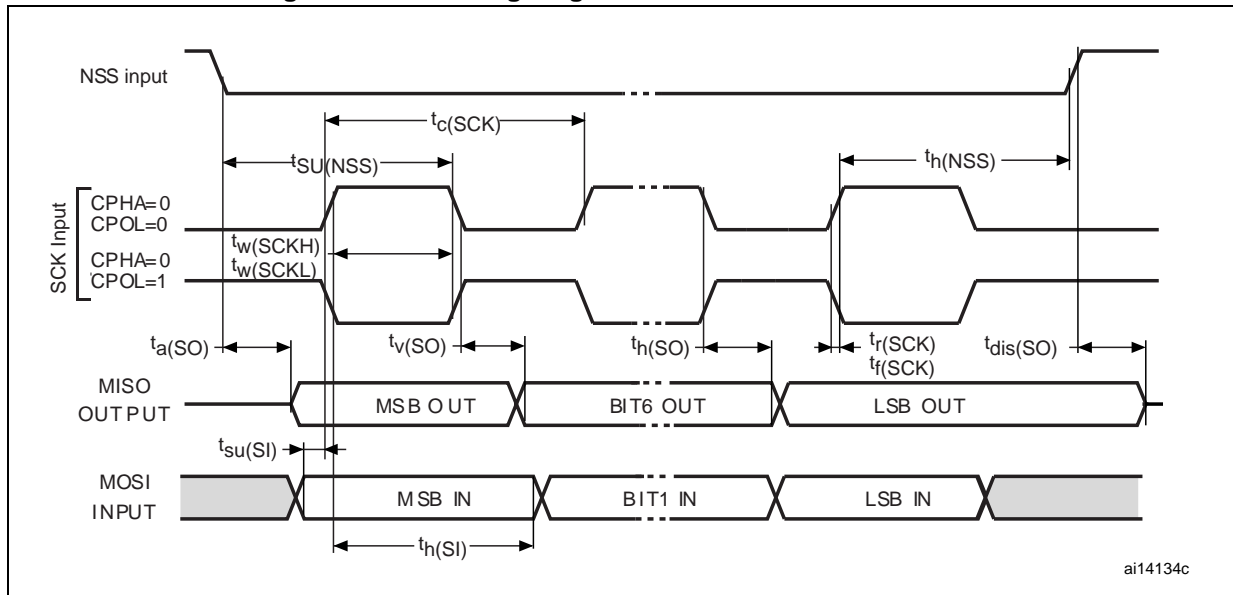 NSS input
tc(SCK)
tSU(NSS)
th(NSS)
SCK Input
CPHA=0
CPOL=0
tw(SCKH)
CPHA=0
tw(SCKL)
CPOL=1
ta(SO)
tv(SO)
th(SO)
tr(SCK)
tf(SCK)
tdis(SO)
MISO
OUTPUT
MSB OUT
BIT6 OUT
LSB OUT
tsu(SI)
MOSI
INPUT
MSB IN
BIT1 IN
LSB IN
th(SI)
ai14134c